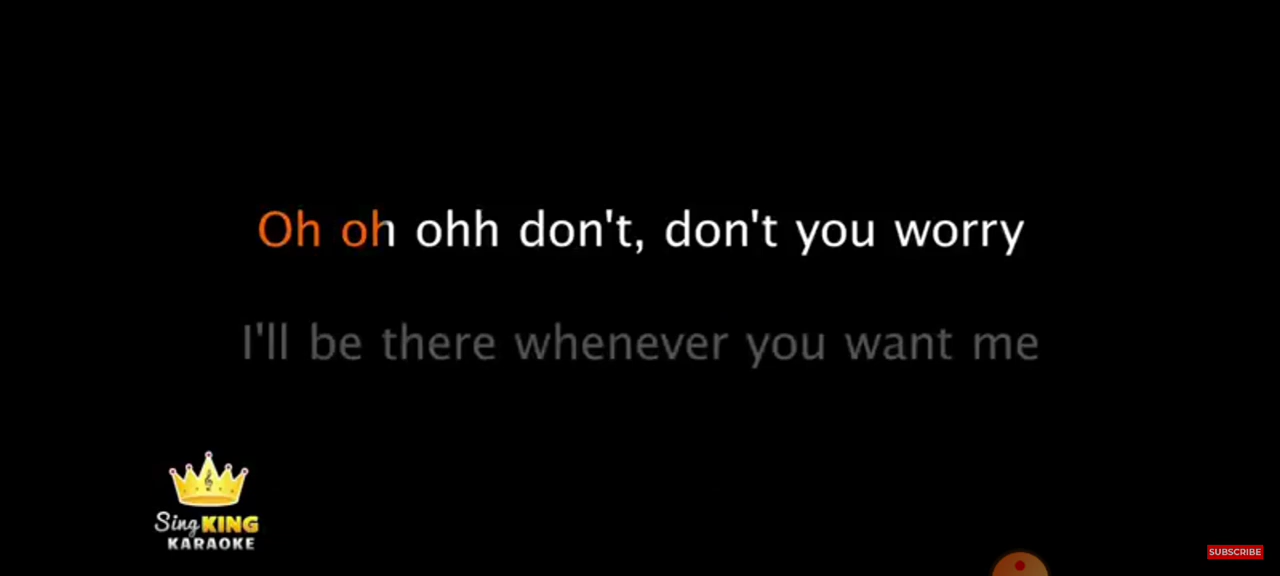 Oh oh ohh don't, don't you worry
I'll be there whenever you want me
Sing KING
KARAOKE
SUBSCRIBE